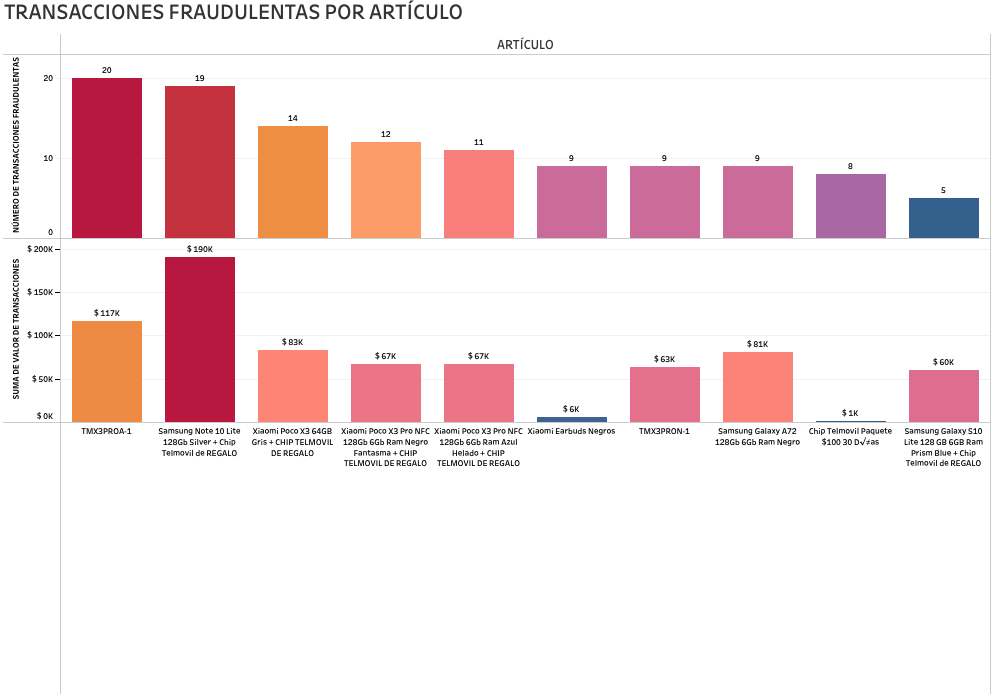 TRANSACCIONES FRAUDULENTAS POR ARTÍCULO
ARTÍCULO
NÚMERO DE TRANSACCIONES FRAUDULENTAS
20
10
0
20
19
14
12
11
9
9
9
8
5
SUMA DE VALOR DE TRANSACCIONES
$ 200K
$ 150K
$ 100K
$ 50K
$ 0K
$ 117K
$ 190K
$ 83K
$ 67K
$ 67K
$ 6K
$ 63K
$ 81K
$ 1K
$ 60K
TMX3PROA-1
Samsung Note 10 Lite
128Gb Silver + Chip
Telmovil de REGALO
Xiaomi Poco X3 64GB
Gris + CHIP TELMOVIL
DE REGALO
Xiaomi Poco X3 Pro NFC
128Gb 6Gb Ram Negro
Fantasma + CHIP
TELMOVIL DE REGALO
Xiaomi Poco X3 Pro NFC
128Gb 6Gb Ram Azul
Helado + CHIP
TELMOVIL DE REGALO
Xiaomi Earbuds Negros
TMX3PRON-1
Samsung Galaxy A72
128Gb 6Gb Ram Negro
Chip Telmovil Paquete
$100 30 D√≠as
Samsung Galaxy S10
Lite 128 GB 6GB Ram
Prism Blue + Chip
Telmovil de REGALO